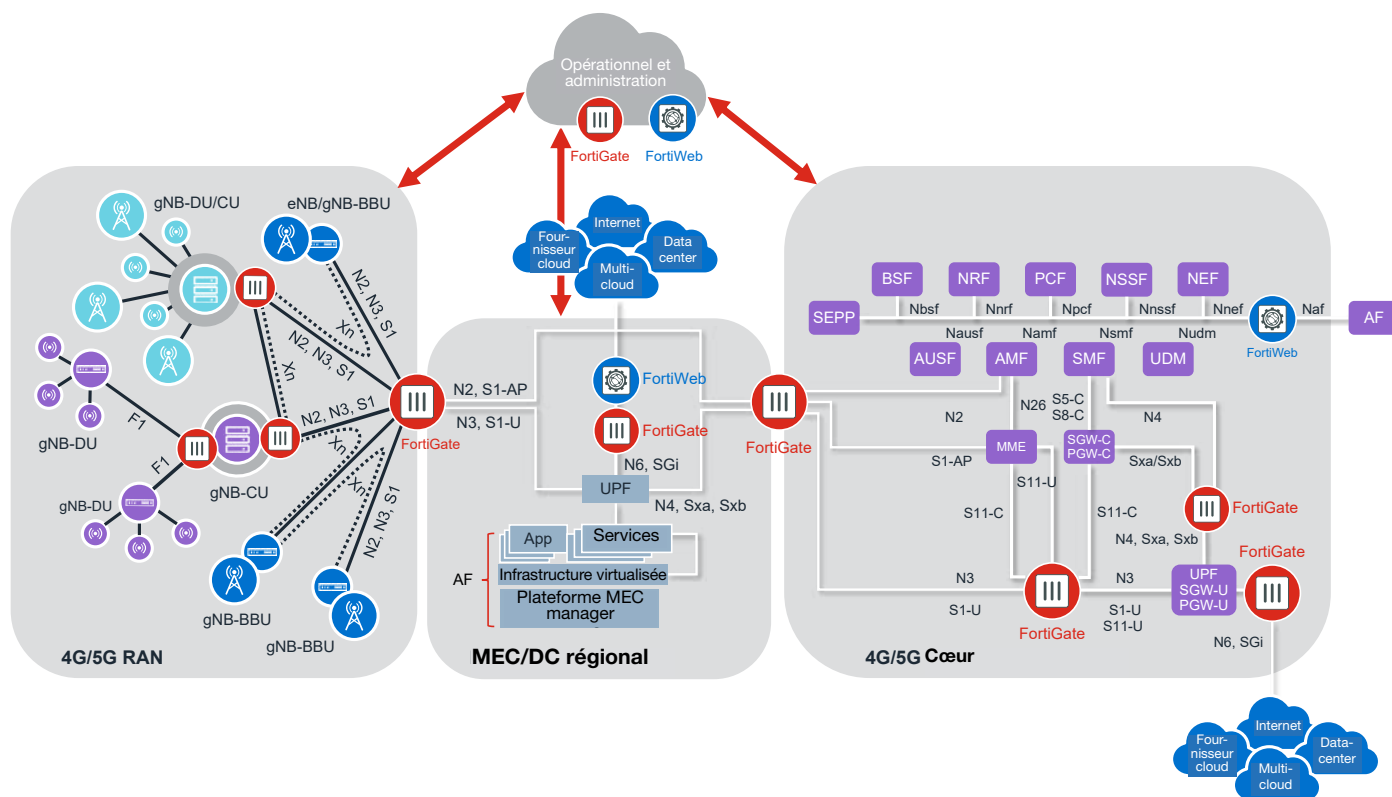 Opérationnel et
administration
FortiGate
FortiWeb
gNB-DU/CU
eNB/gNB-BBU
N2, N3, S1
Xn
N2, N3, S1
Xn
N2, N3, S1
Xn
Xn
N2, N3, S1
gNB-DU
F1
F1
gNB-CU
gNB-DU
gNB-BBU
gNB-BBU
FortiGate
4G/5G RAN
Internet
Four-
nisseur
cloud
Data
center
Multi-
cloud
N2, S1-AP
N3, S1-U
FortiWeb
FortiGate
N6, SGi
UPF
N4, Sxa, Sxb
App
Services
AF
Infrastructure virtualisée
Plateforme MEC
manager
MEC/DC régional
FortiGate
BSF
NRF
PCF
NSSF
NEF
SEPP
Nbsf
Nnrf
Npcf
Nnssf
Nnef
Naf
AF
Nausf
Namf
Nsmf
Nudm
FortiWeb
AUSF
AMF
SMF
UDM
N2
N26
S5-C
S8-C
N4
MME
SGW-C
PGW-C
S1-AP
S11-U
Sxa/Sxb
S11-C
S11-C
FortiGate
N4, Sxa, Sxb
FortiGate
N3
N3
UPF
SGW-U
PGW-U
S1-U
FortiGate
S1-U
S11-U
N6, SGi
4G/5G Cœur
Internet
Four-
nisseur
cloud
Data-
center
Multi-
cloud